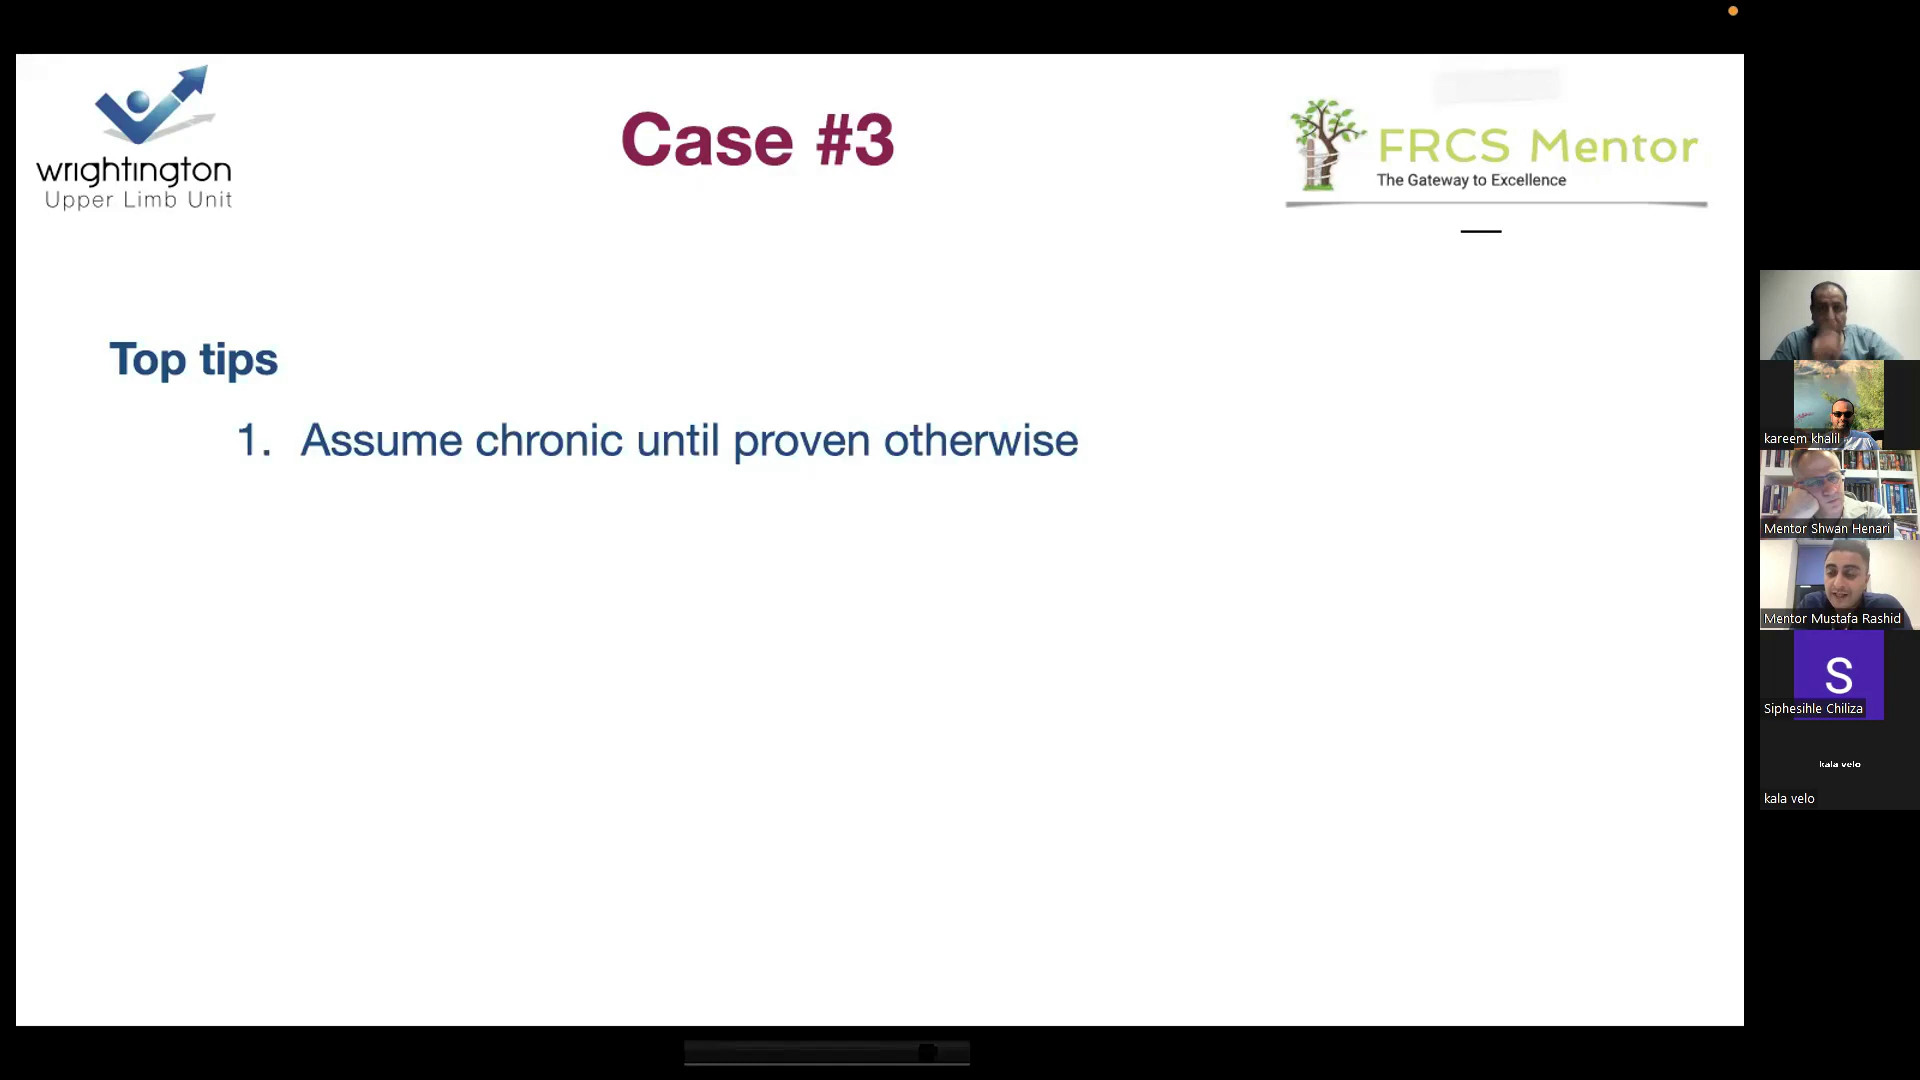 wrightington
Upper Limb Unit
Case #3
FRCS Mentor
The Gateway to Excellence
Top tips
1. Assume chronic until proven otherwise
kareem khalil
Mentor Shwan Henari
Mentor Mustafa Rashid
S
Siphesihle Chiliza
kala velo
kala velo